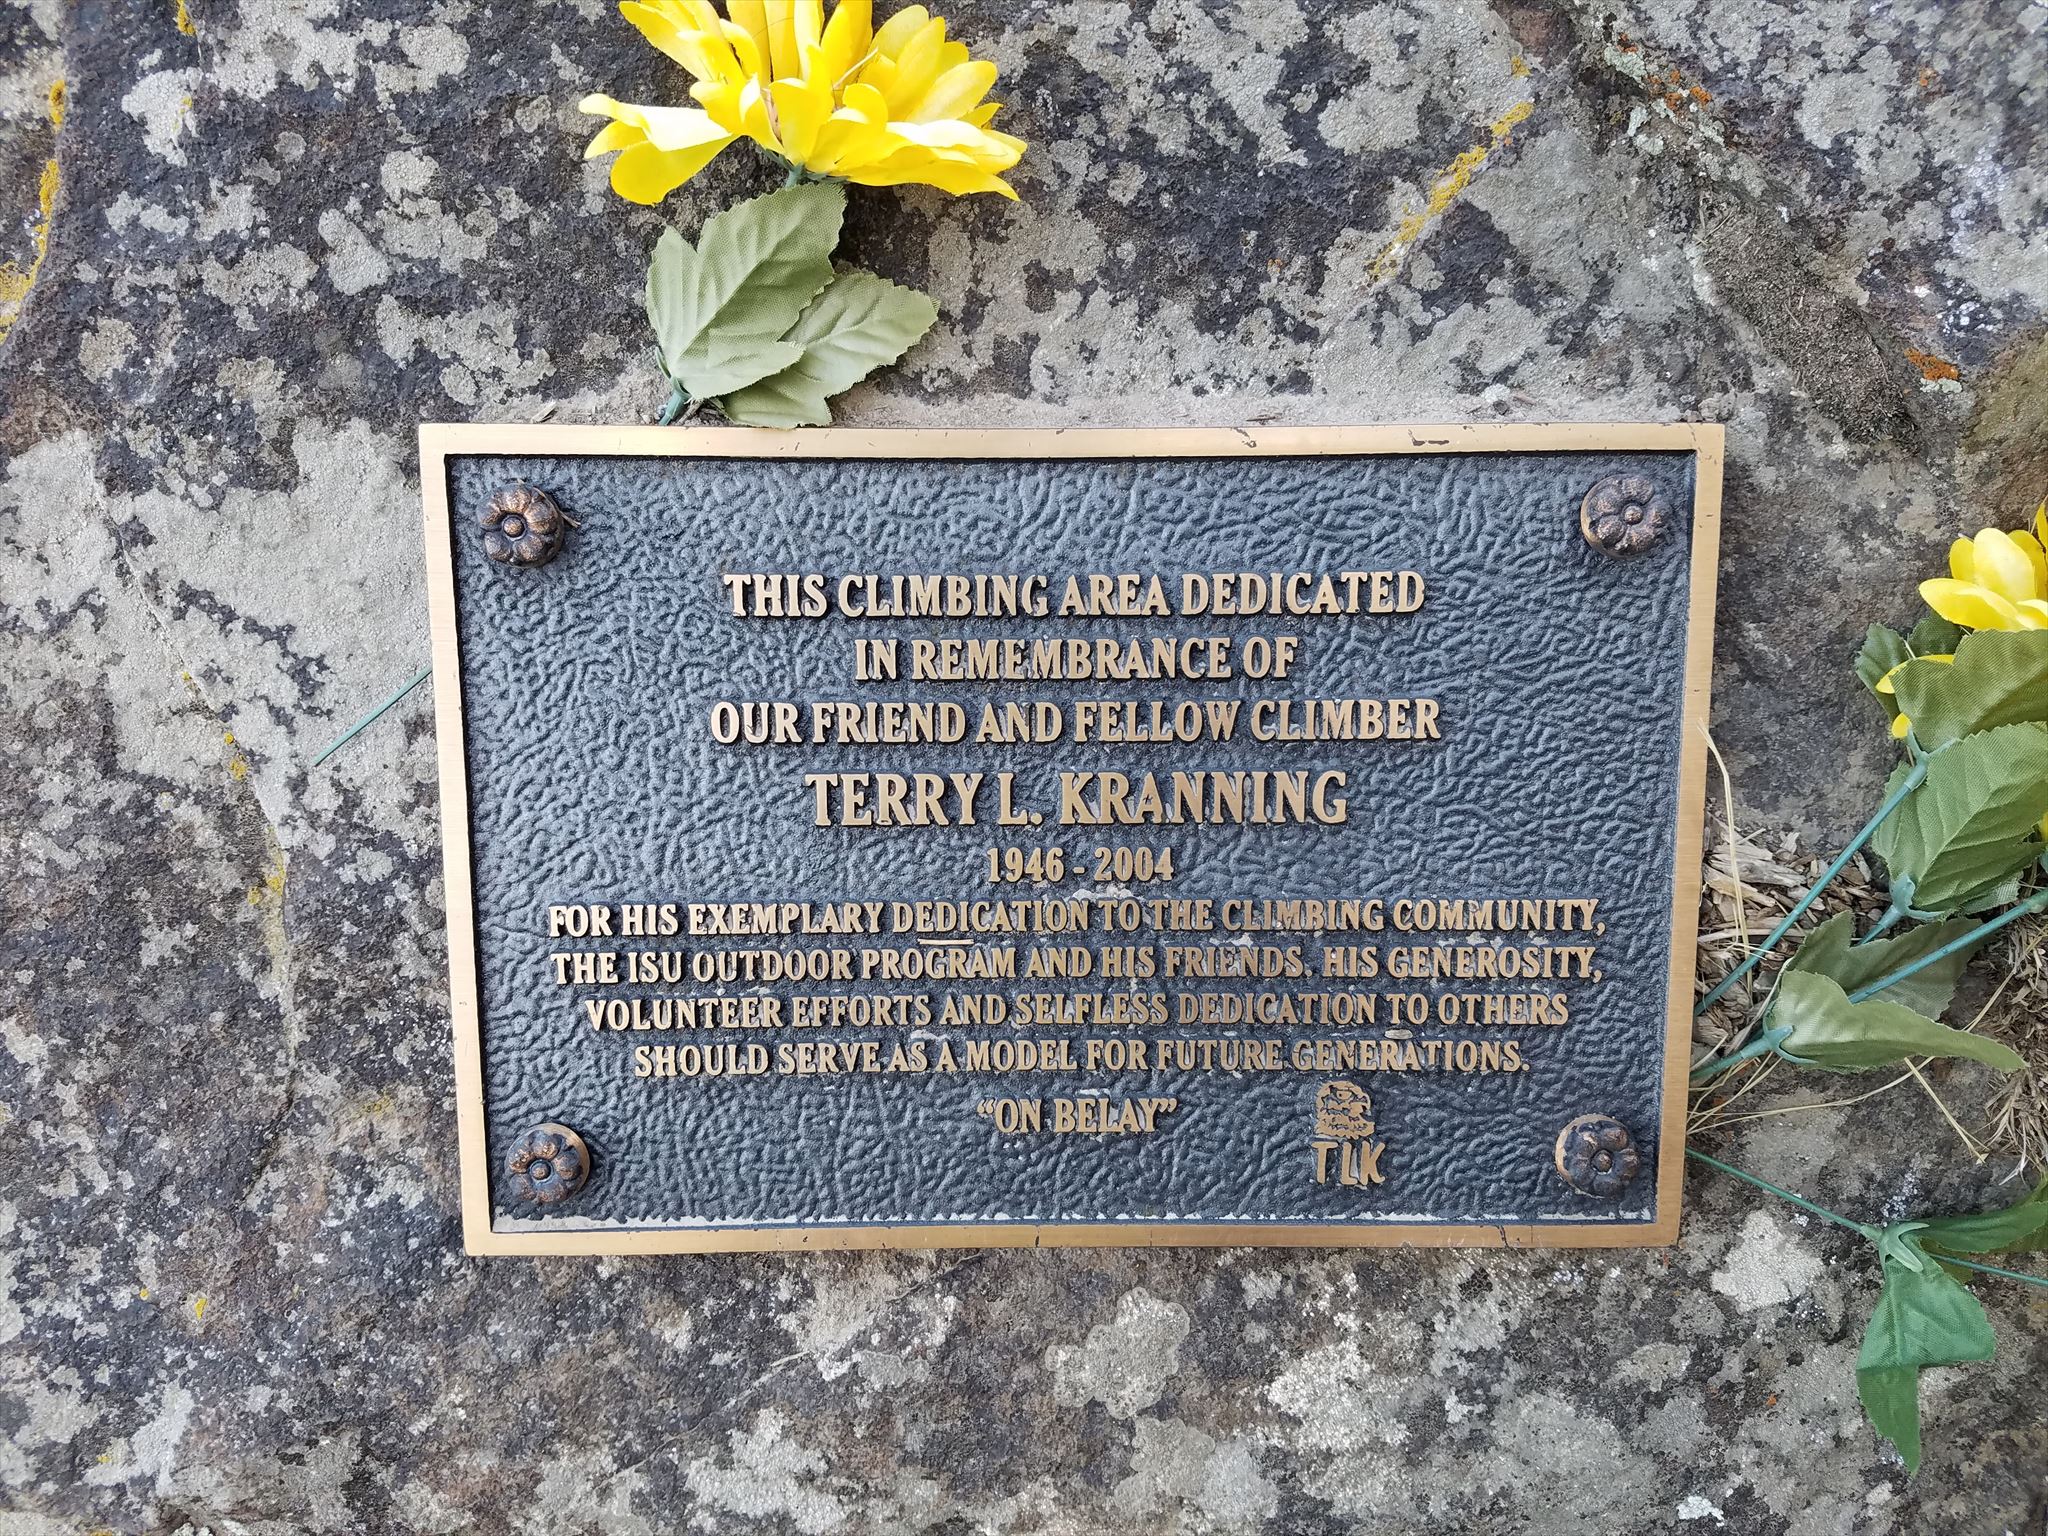 THIS CLIMBING AREA DEDICATED
IN REMEMBRANCE OF
OUR FRIEND AND FELLOW CLIMBER
TERRY L. KRANNING
1946 - 2004
FOR HIS EXEMPLARY DEDICATION TO THE CLIMBING COMMUNITY,
THE ISU OUTDOOR PROGRAM AND HIS FRIENDS. HIS GENEROSITY,
VOLUNTEER EFFORTS AND SELFLESS DEDICATION TO OTHERS
SHOULD SERVE AS A MODEL FOR FUTURE GENERATIONS.
“ON BELAY”
TLK